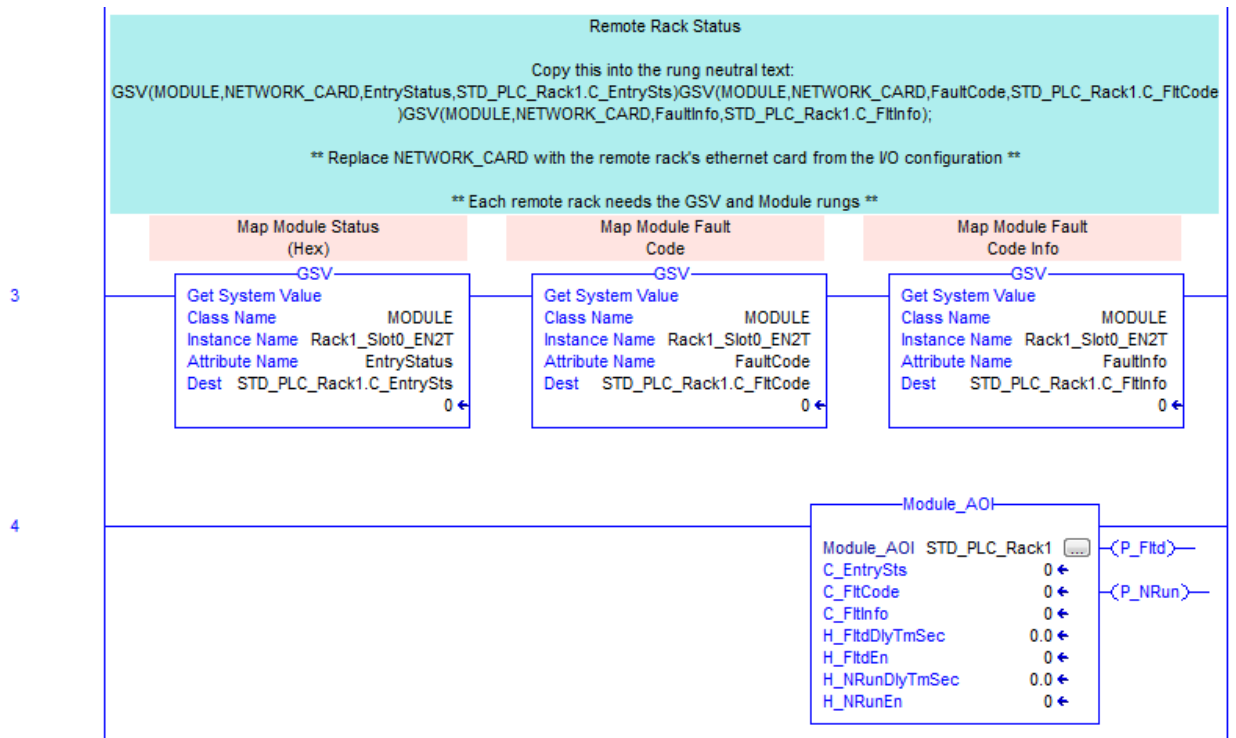 Remote Rack Status
Copy this into the rung neutral text:
GSV(MODULE,NETWORK_CARD,EntryStatus,STD_PLC_Rack1.C_EntrySts)GSV(MODULE,NETWORK_CARD,FaultCode,STD_PLC_Rack1.C_FltCode
)GSV(MODULE,NETWORK_CARD,FaultInfo,STD_PLC_Rack1.C_FltInfo);
** Replace NETWORK_CARD with the remote rack's ethernet card from the I/O configuration **
** Each remote rack needs the GSV and Module rungs **
3
Map Module Status
(Hex)
GSV
Get System Value
Class Name MODULE
Instance Name Rack1_Slot0_EN2T
Attribute Name EntryStatus
Dest STD_PLC_Rack1.C_EntrySts
0
Map Module Fault
Code
GSV
Get System Value
Class Name MODULE
Instance Name Rack1_Slot0_EN2T
Attribute Name FaultCode
Dest STD_PLC_Rack1.C_FltCode
0
Map Module Fault
Code Info
GSV
Get System Value
Class Name MODULE
Instance Name Rack1_Slot0_EN2T
Attribute Name FaultInfo
Dest STD_PLC_Rack1.C_FltInfo
0
4
Module_AOI
Module_AOI STD_PLC_Rack1 ... P_Fltd
C_EntrySts 0
C_FltCode 0 P_NRun
C_FltInfo 0
H_FltdDlyTmSec 0.0
H_FltdEn 0
H_NRunDlyTmSec 0.0
H_NRunEn 0